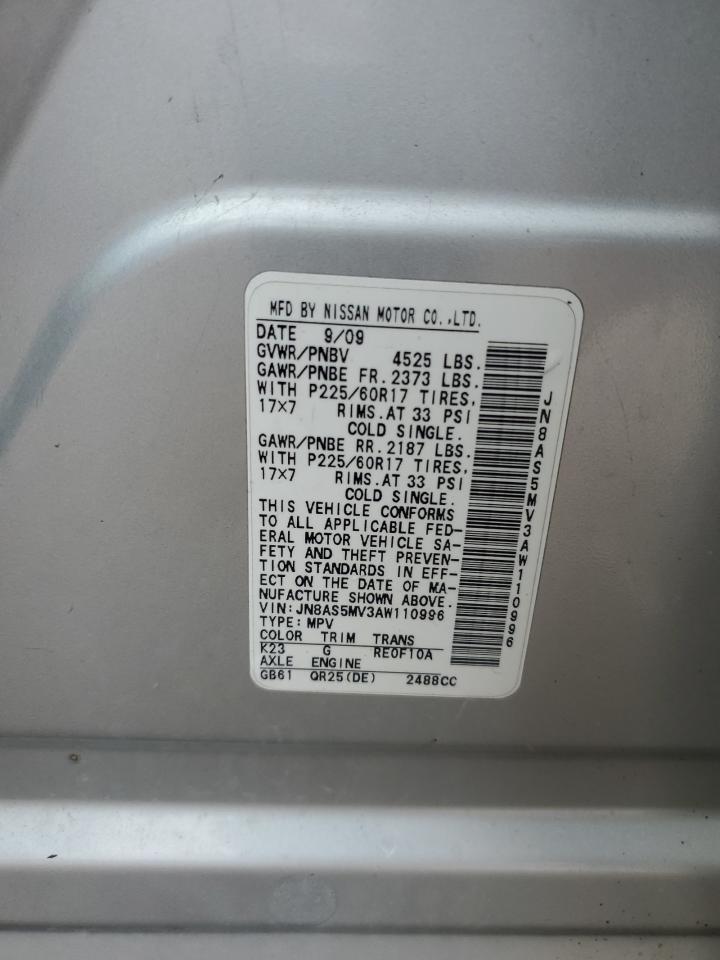 MFD BY NISSAN MOTOR CO.,LTD.
DATE 9/09
GVWR/PNBV 4525 LBS.
GAWR/PNBE FR.2373 LBS.
WITH P225/60R17 TIRES,
17×7 RIMS.AT 33 PSI
COLD SINGLE.
GAWR/PNBE RR.2187 LBS.
WITH P225/60R17 TIRES,
17×7 RIMS.AT 33 PSI
COLD SINGLE.
THIS VEHICLE CONFORMS
TO ALL APPLICABLE FED-
ERAL MOTOR VEHICLE SA-
FETY AND THEFT PREVEN-
TION STANDARDS IN EFF-
ECT ON THE DATE OF MA-
NUFACTURE SHOWN ABOVE.
VIN:JN8AS5MV3AW110996
TYPE:MPV
COLOR TRIM TRANS
K23 G RE0F10A
AXLE ENGINE
GB61 QR25(DE) 2488CC
JN8AS5MV3AW110996